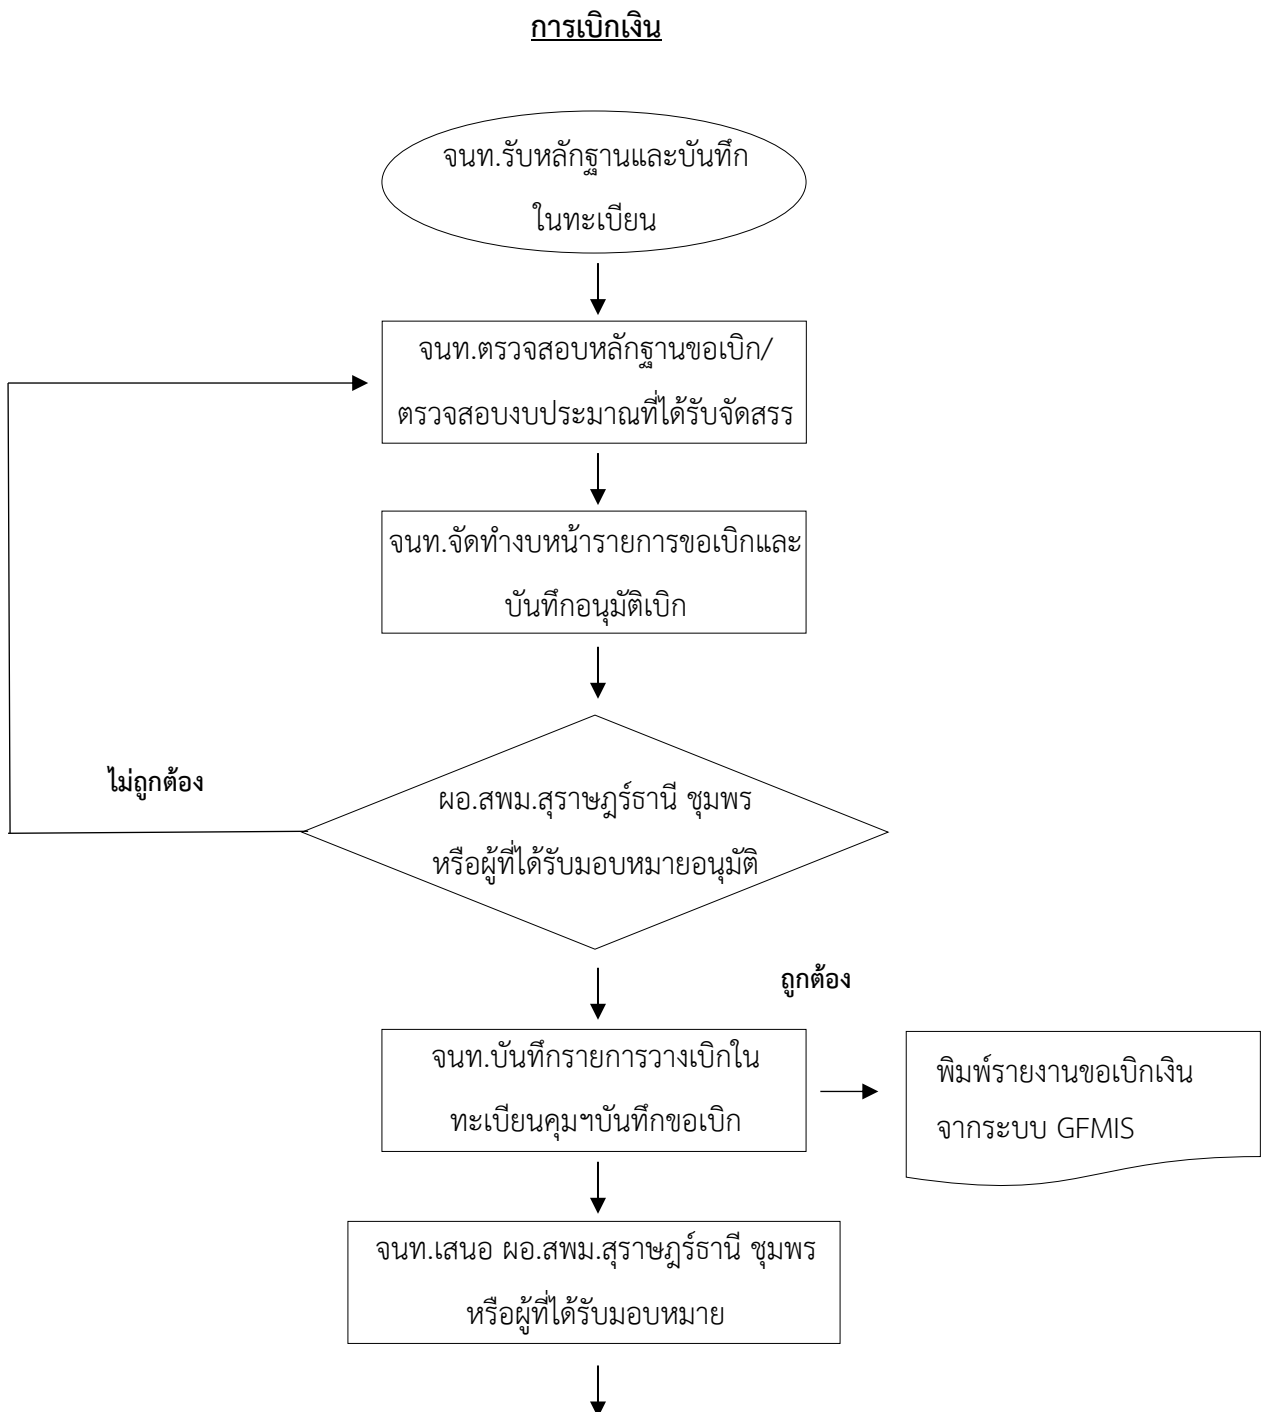 การเบิกเงิน
จนท.รับหลักฐานและบันทึก
ในทะเบียน
จนท.ตรวจสอบหลักฐานขอเบิก/
ตรวจสอบงบประมาณที่ได้รับจัดสรร
จนท.จัดทำงบหน้ารายการขอเบิกและ
บันทึกอนุมัติเบิก
ไม่ถูกต้อง
ผอ.สพม.สุราษฎร์ธานี ชุมพร
หรือผู้ที่ได้รับมอบหมายอนุมัติ
ถูกต้อง
จนท.บันทึกรายการวางเบิกใน
ทะเบียนคุมฯบันทึกขอเบิก
พิมพ์รายงานขอเบิกเงิน
จากระบบ GFMIS
จนท.เสนอ ผอ.สพม.สุราษฎร์ธานี ชุมพร
หรือผู้ที่ได้รับมอบหมาย